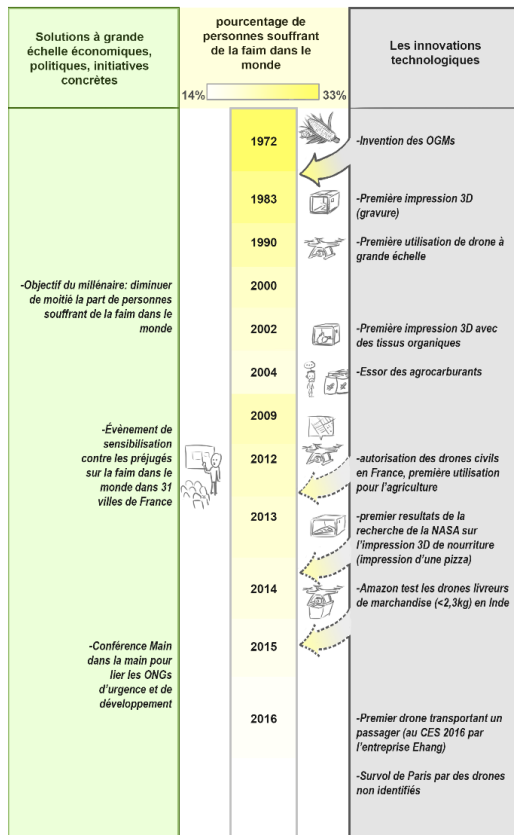 Solutions à grande
échelle économiques,
politiques, initiatives
concrètes
pourcentage de
personnes souffrant
de la faim dans le
monde
14%
33%
Les innovations
technologiques
1972
-Invention des OGMs
1983
-Première impression 3D
(gravure)
1990
-Première utilisation de drone à
grande échelle
2000
-Objectif du millénaire: diminuer
de moitié la part de personnes
souffrant de la faim dans le
monde
2002
-Première impression 3D avec
des tissus organiques
2004
-Essor des agrocarburants
2009
-Évènement de
sensibilisation
contre les préjugés
sur la faim dans le
monde dans 31
villes de France
2012
-autorisation des drones civils
en France, première utilisation
pour l'agriculture
2013
-premier resultats de la
recherche de la NASA sur
l'impression 3D de nourriture
(impression d'une pizza)
2014
-Amazon test les drones livreurs
de marchandise (<2,3kg) en Inde
2015
-Conférence Main
dans la main pour
lier les ONGs
d'urgence et de
développement
2016
-Premier drone transportant un
passager (au CES 2016 par
l'entreprise Ehang)
-Survol de Paris par des drones
non identifiés